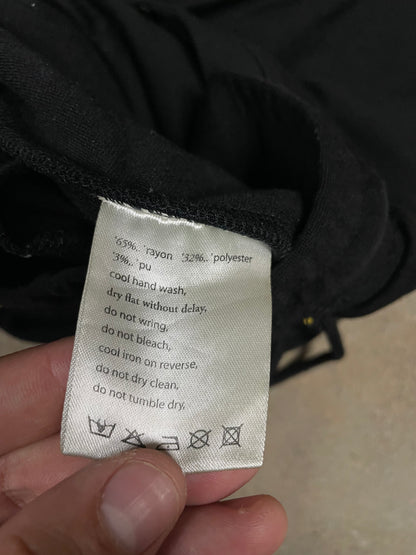 '65%.. 'rayon '32%.. 'polyester
'3%.. 'pu
cool hand wash,
dry flat without delay,
do not wring,
do not bleach,
cool iron on reverse,
do not dry clean,
do not tumble dry,